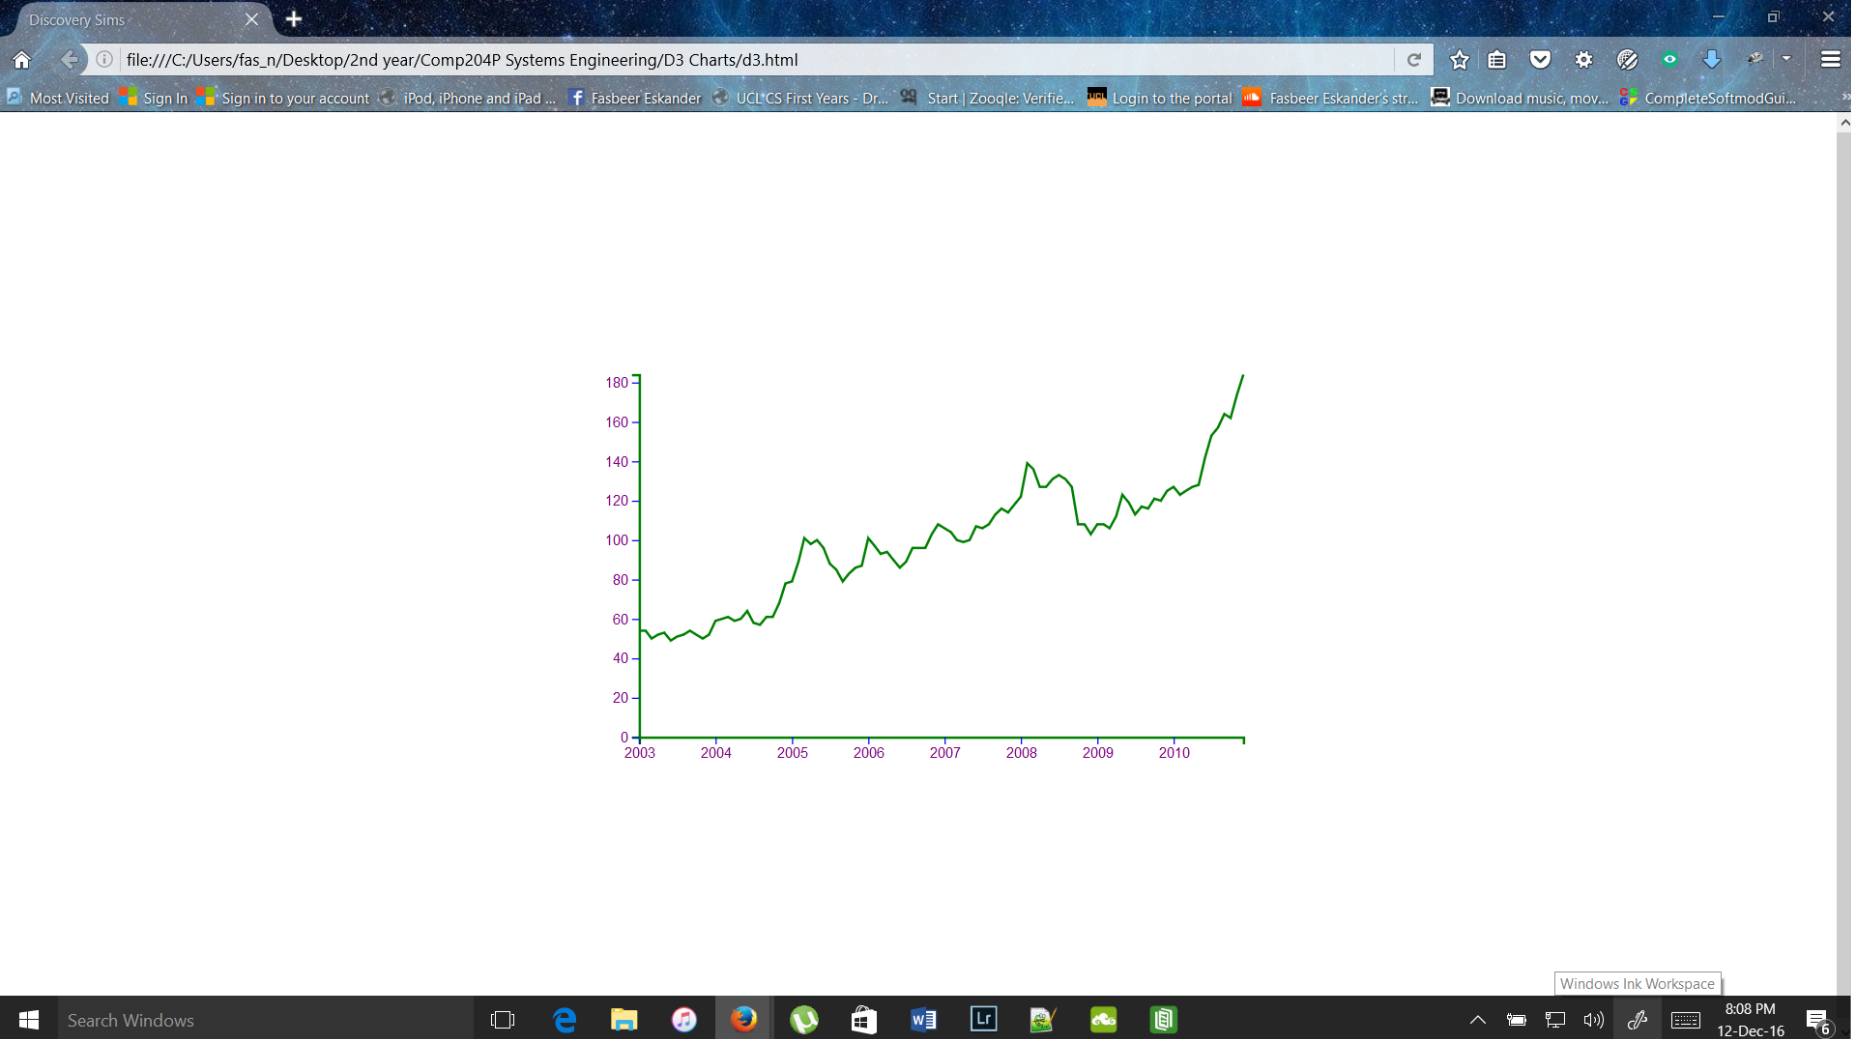 Discovery Sims
file:///C:/Users/fas_n/Desktop/2nd year/Comp204P Systems Engineering/D3 Charts/d3.html
Most Visited Sign In Sign in to your account iPod, iPhone and iPad ... Fasbeer Eskander UCL CS First Years - Dr... Start | Zooqle: Verifie... Login to the portal Fasbeer Eskander's str... Download music, mov... CompleteSoftmodGui...
180
160
140
120
100
80
60
40
20
0
2003 2004 2005 2006 2007 2008 2009 2010
Windows Ink Workspace
Search Windows
Lr
8:08 PM
12-Dec-16
6